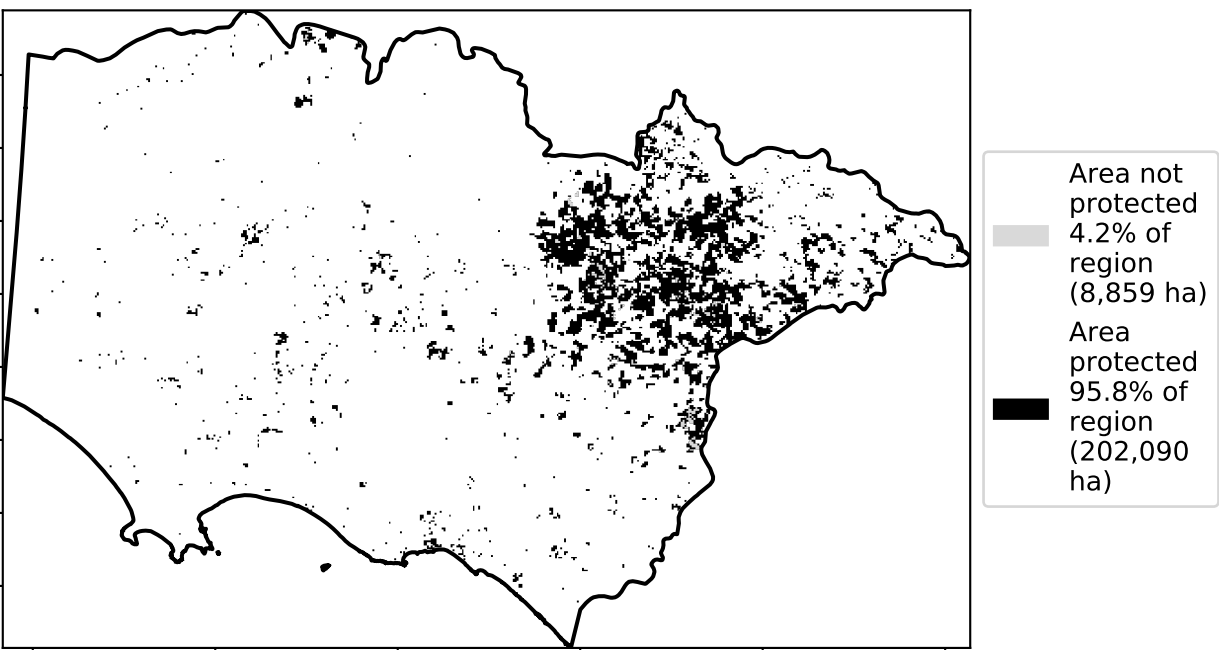 Area not
protected
4.2% of
region
(8,859 ha)
Area
protected
95.8% of
region
(202,090
ha)